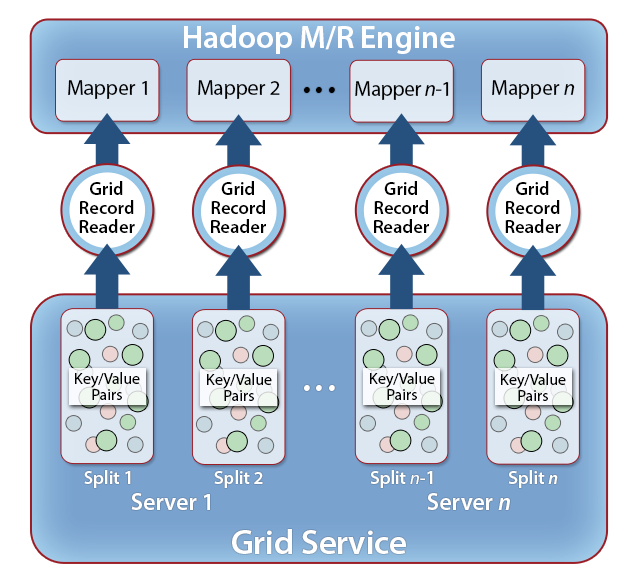 Hadoop M/R Engine
Mapper 1
Mapper 2
•••
Mapper n-1
Mapper n
Grid
Record
Reader
Grid
Record
Reader
Grid
Record
Reader
Grid
Record
Reader
Key/Value
Pairs
Key/Value
Pairs
•••
Key/Value
Pairs
Key/Value
Pairs
Split 1
Split 2
Split n-1
Split n
Server 1
Server n
Grid Service